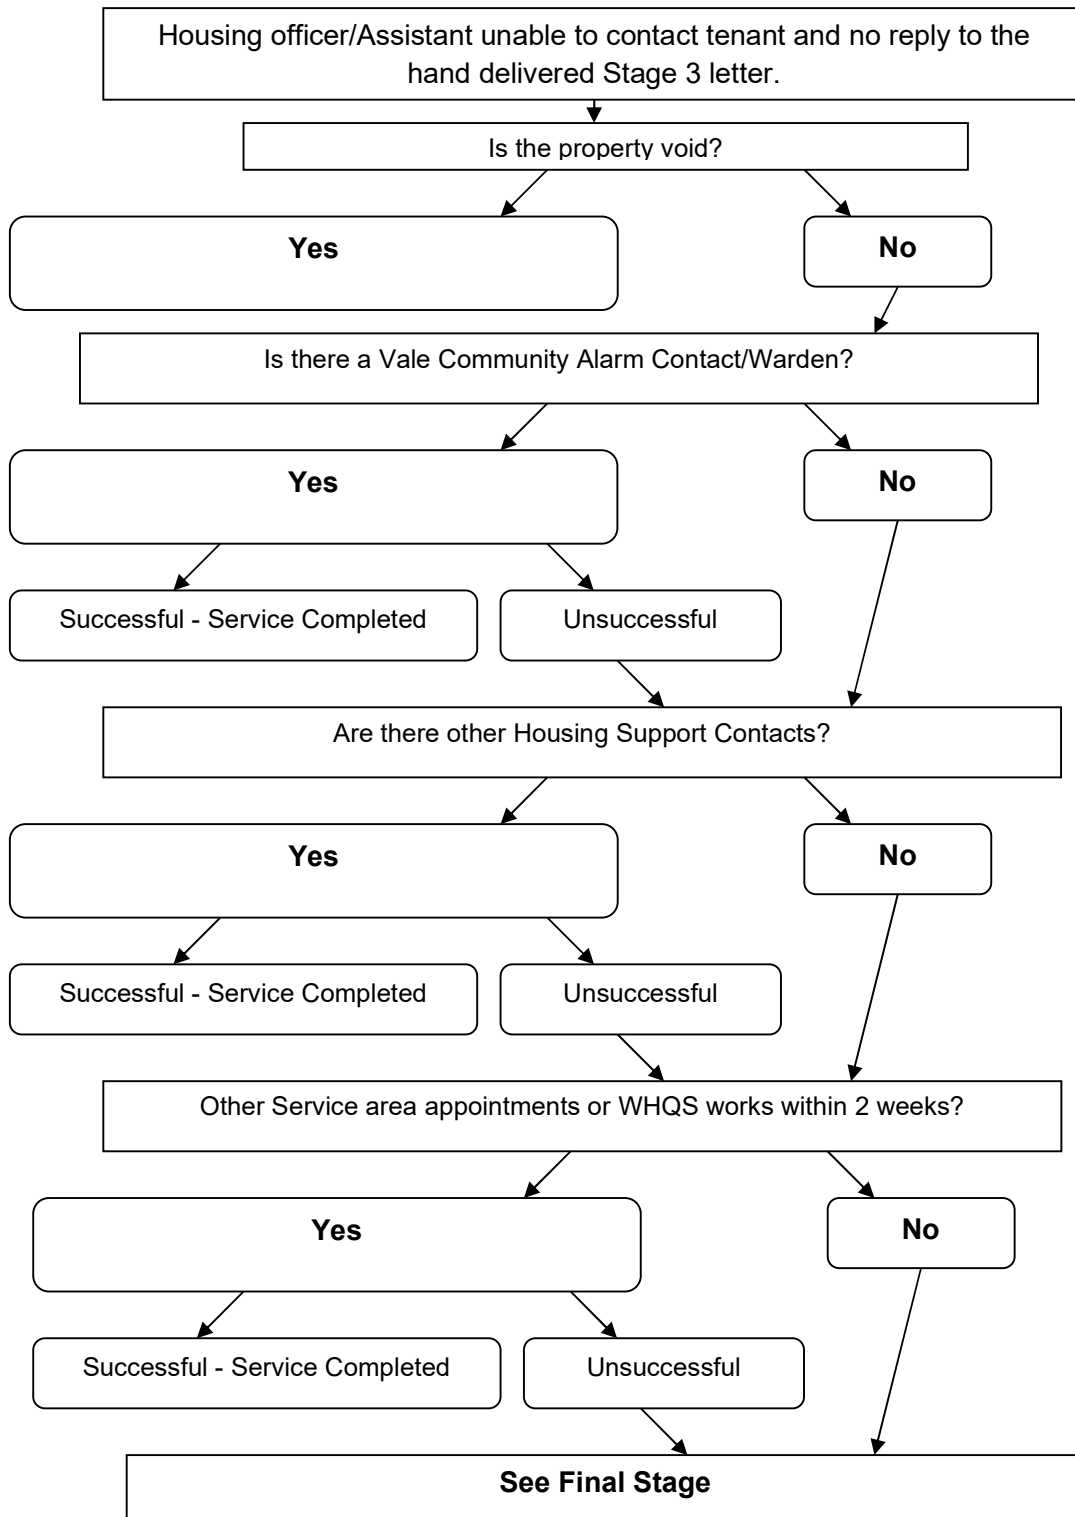 Housing officer/Assistant unable to contact tenant and no reply to the
hand delivered Stage 3 letter.
Is the property void?
Yes
No
Is there a Vale Community Alarm Contact/Warden?
Yes
No
Successful - Service Completed
Unsuccessful
Are there other Housing Support Contacts?
Yes
No
Successful - Service Completed
Unsuccessful
Other Service area appointments or WHQS works within 2 weeks?
Yes
No
Successful - Service Completed
Unsuccessful
See Final Stage